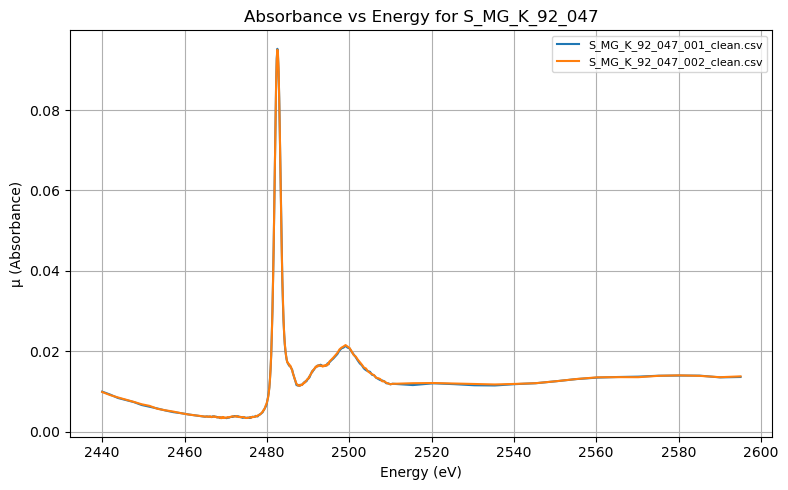 Absorbance vs Energy for S_MG_K_92_047
S_MG_K_92_047_001_clean.csv
S_MG_K_92_047_002_clean.csv
μ (Absorbance)
0.08
0.06
0.04
0.02
0.00
2440 2460 2480 2500 2520 2540 2560 2580 2600
Energy (eV)